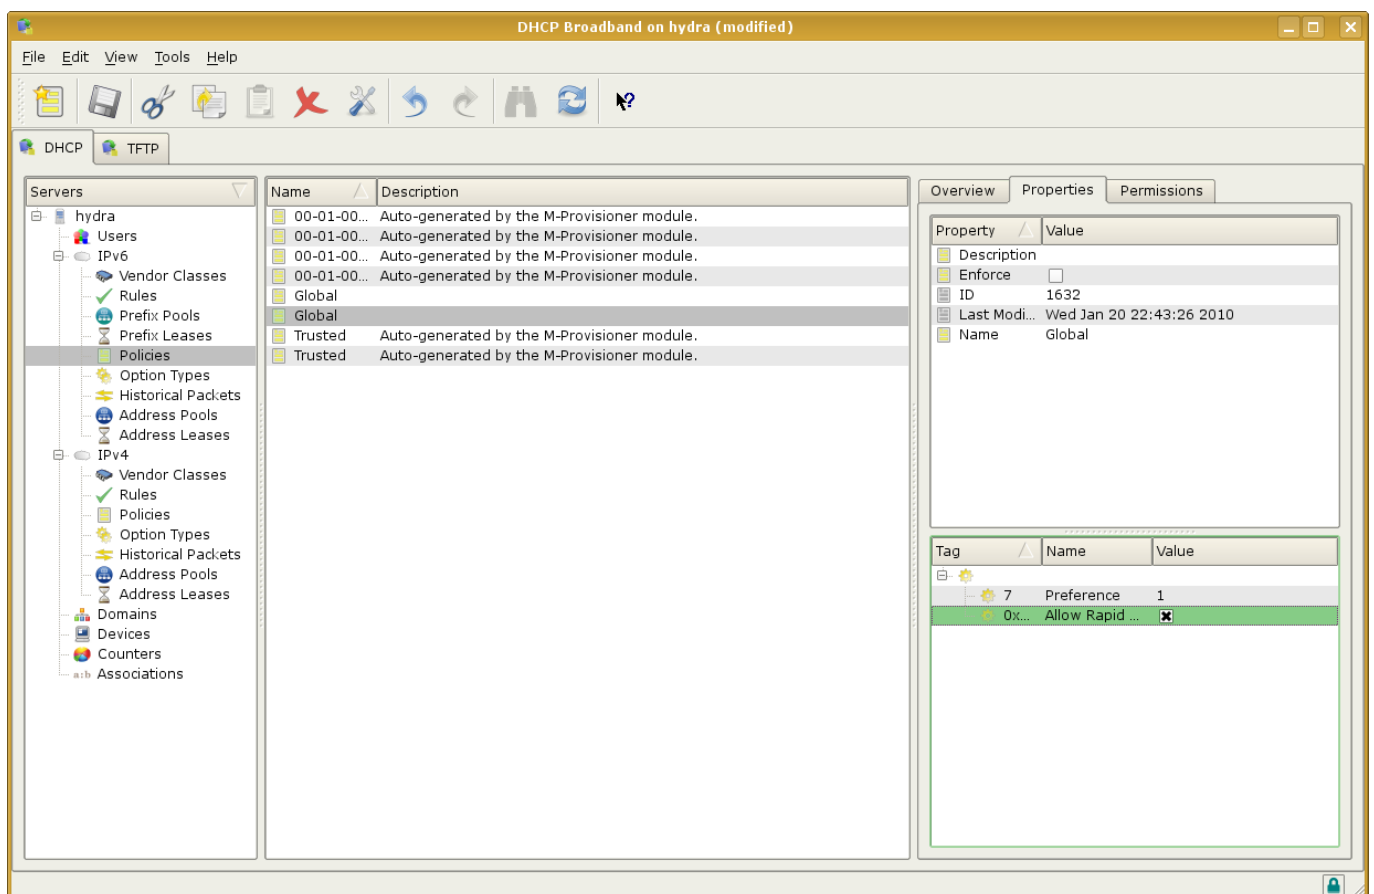 DHCP Broadband on hydra (modified)
File Edit View Tools Help
DHCP TFTP
Servers
hydra
Users
IPv6
Vendor Classes
Rules
Prefix Pools
Prefix Leases
Policies
Option Types
Historical Packets
Address Pools
Address Leases
IPv4
Vendor Classes
Rules
Policies
Option Types
Historical Packets
Address Pools
Address Leases
Domains
Devices
Counters
a:b Associations
Name Description
00-01-00... Auto-generated by the M-Provisioner module.
00-01-00... Auto-generated by the M-Provisioner module.
00-01-00... Auto-generated by the M-Provisioner module.
00-01-00... Auto-generated by the M-Provisioner module.
Global
Global
Trusted Auto-generated by the M-Provisioner module.
Trusted Auto-generated by the M-Provisioner module.
Overview Properties Permissions
Property Value
Description
Enforce
ID 1632
Last Modi... Wed Jan 20 22:43:26 2010
Name Global
Tag Name Value
7 Preference 1
0x... Allow Rapid ...